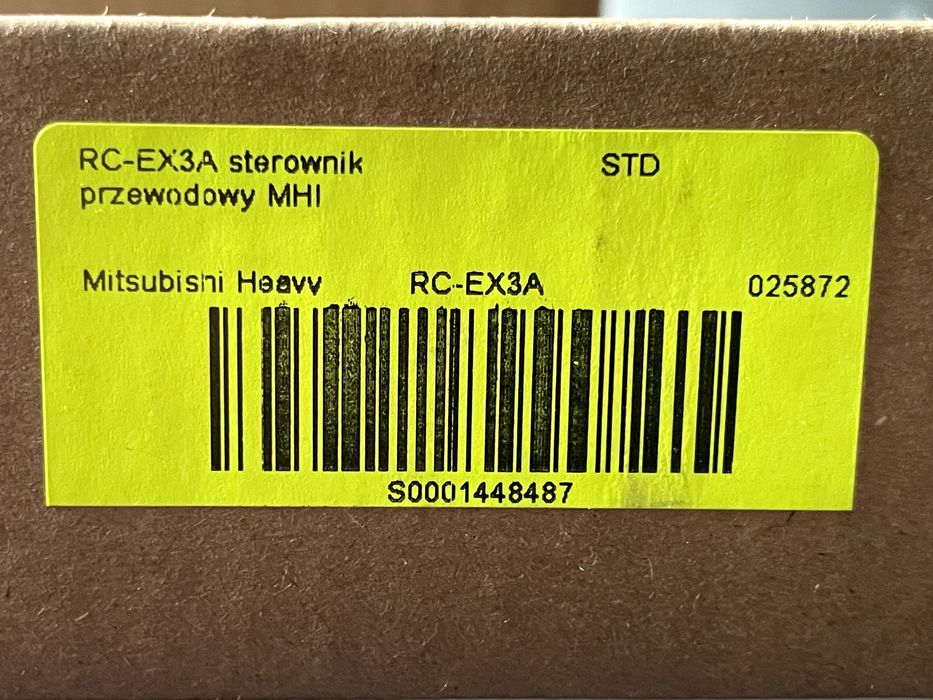 RC-EX3A sterownik STD
przewodowy MHI
Mitsubishi Heavy RC-EX3A 025872
S0001448487